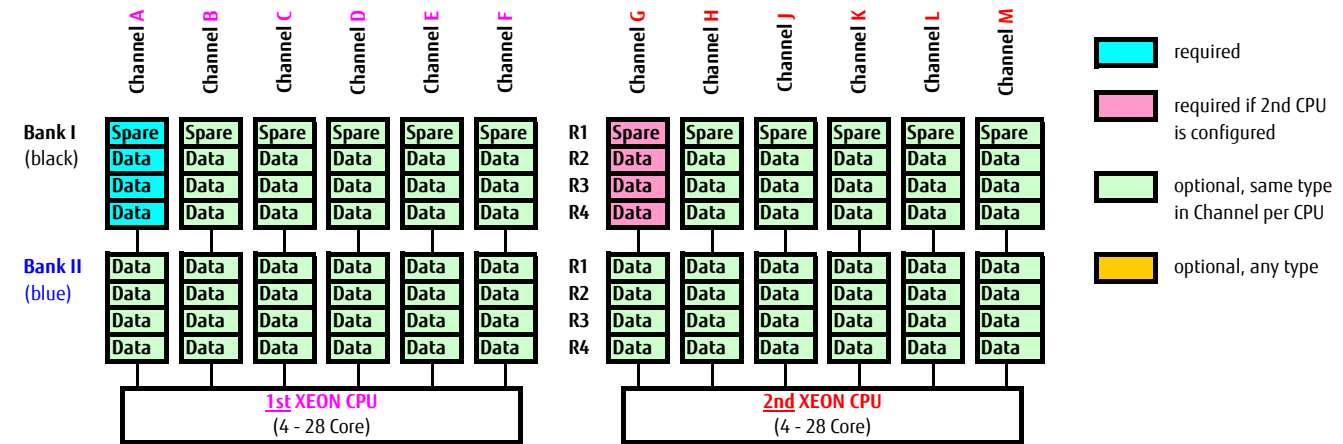 Channel A Channel B Channel C Channel D Channel E Channel F Channel G Channel H Channel J Channel K Channel L Channel M
required
required if 2nd CPU
is configured
optional, same type
in Channel per CPU
optional, any type
Bank I Spare Spare Spare Spare Spare Spare R1 Spare Spare Spare Spare Spare Spare
(black) Data Data Data Data Data Data R2 Data Data Data Data Data Data
Data Data Data Data Data Data R3 Data Data Data Data Data Data
Data Data Data Data Data Data R4 Data Data Data Data Data Data
Bank II Data Data Data Data Data Data R1 Data Data Data Data Data Data
(blue) Data Data Data Data Data Data R2 Data Data Data Data Data Data
Data Data Data Data Data Data R3 Data Data Data Data Data Data
Data Data Data Data Data Data R4 Data Data Data Data Data Data
1st XEON CPU 2nd XEON CPU
(4 - 28 Core) (4 - 28 Core)